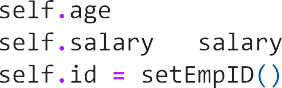 self.age
self.salary   salary
self.id = setEmpID()